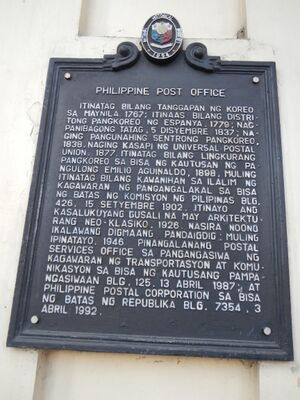 PHILIPPINE POST OFFICE
ITINATAG BILANG TANGGAPAN NG KOREO
SA MAYNILA, 1767; ITINAAS BILANG DISTRI-
TONG PANGKOREO NG ESPANYA, 1779; NAG-
PANIBAGONG TATAG, 5 DISYEMBRE 1837; NA-
GING PANGUNAHING SENTRONG PANGKOREO,
1838, NAGING KASAPI NG UNIVERSAL POSTAL
UNION, 1877. ITINATAG BILANG LINGKURANG
PANGKOREO SA BISA NG KAUTUSAN NG PA-
NGULONG EMILIO AGUINALDO, 1898. MULING
ITINATAG BILANG KAWANIHAN SA ILALIM NG
KAGAWARAN NG PANGANGALAKAL SA BISA
NG BATAS NG KOMISYON NG PILIPINAS BLG.
426, 15 SETYEMBRE 1902. ITINAYO ANG
KASALUKUYANG GUSALI NA MAY ARKITEKTU-
RANG NEO-KLASIKO, 1926. NASIRA NOONG
IKALAWANG DIGMAANG PANDAIGDIG; MULING
IPINATAYO, 1946. PINANGALANANG POSTAL
SERVICES OFFICE SA PANGANGASIWA NG
KAGAWARAN NG TRANSPORTASYON AT KOMU-
NIKASYON SA BISA NG KAUTUSANG PAMPA-
NGASIWAAN BLG. 125, 13 ABRIL 1987; AT
PHILIPPINE POSTAL CORPORATION SA BISA
NG BATAS NG REPUBLIKA BLG. 7354, 3
ABRIL 1992.